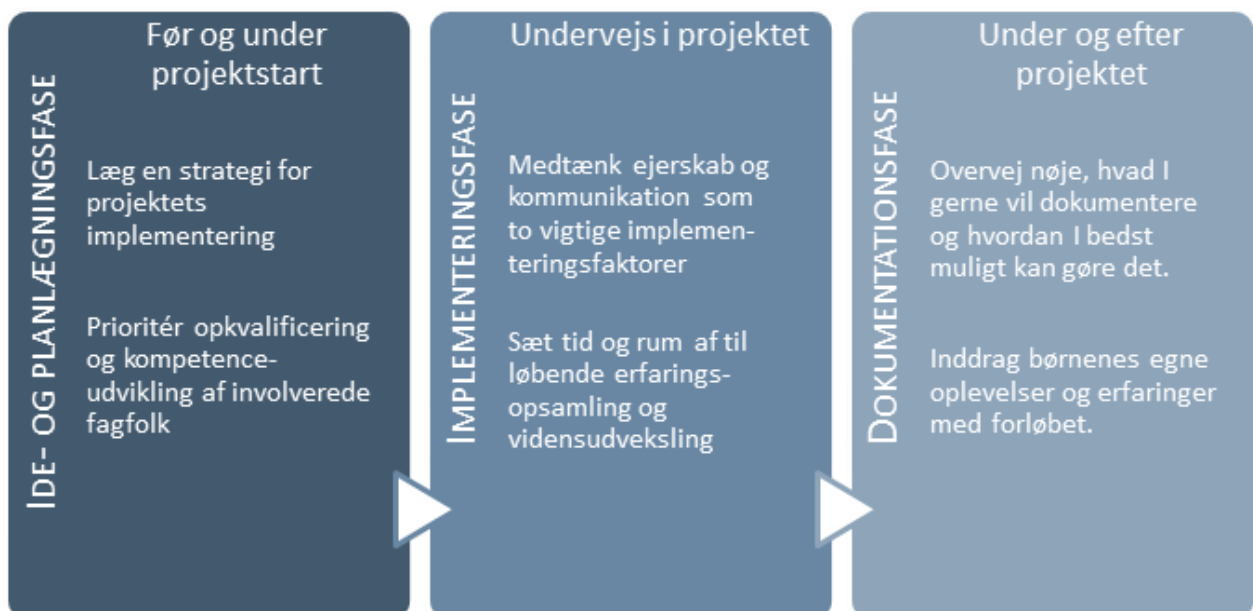 IDE- OG PLANLÆGNINGSFASE
Før og under
projektstart
Læg en strategi for
projektets
implementering
Prioritér opkvalificering
og kompetence-
udvikling af involverede
fagfolk
IMPLEMENTERINGSFASE
Undervejs i projektet
Medtænk ejerskab og
kommunikation som
to vigtige implemen-
teringsfaktorer
Sæt tid og rum af til
løbende erfarings-
opsamling og
vidensudveksling
DOKUMENTATIONSFASE
Under og efter
projektet
Overvej nøje, hvad I
gerne vil dokumentere
og hvordan I bedst
muligt kan gøre det.
Inddrag børnenes egne
oplevelser og erfaringer
med forløbet.